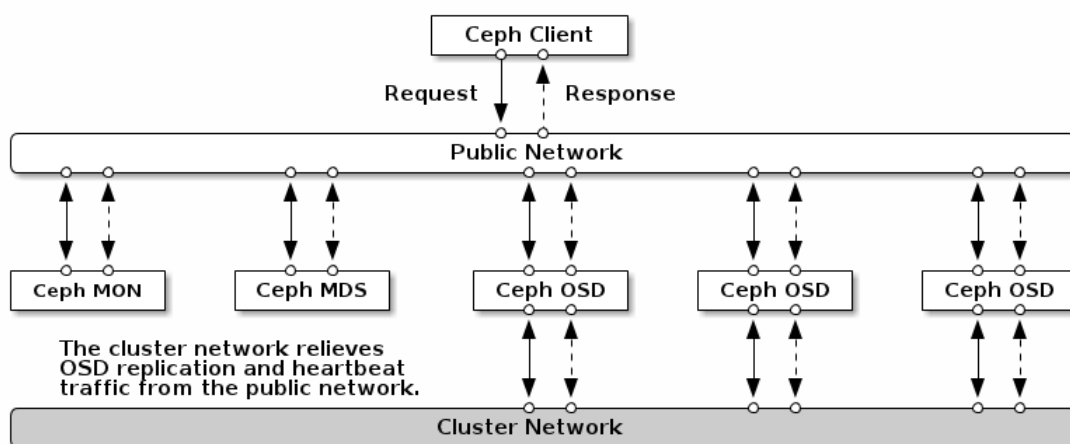 Ceph Client
Request
Response
Public Network
Ceph MON
Ceph MDS
Ceph OSD
Ceph OSD
Ceph OSD
The cluster network relieves
OSD replication and heartbeat
traffic from the public network.
Cluster Network